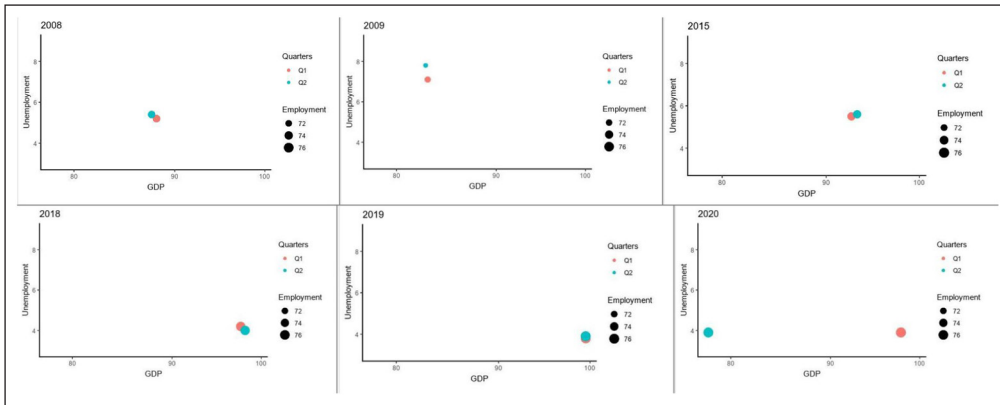 2008
Unemployment
8
6
4
80
90
100
GDP
Quarters
Q1
Q2
Employment
72
74
76
2009
Unemployment
8
6
4
80
90
100
GDP
Quarters
Q1
Q2
Employment
72
74
76
2015
Unemployment
8
6
4
80
90
100
GDP
Quarters
Q1
Q2
Employment
72
74
76
2018
Unemployment
8
6
4
80
90
100
GDP
Quarters
Q1
Q2
Employment
72
74
76
2019
Unemployment
8
6
4
80
90
100
GDP
Quarters
Q1
Q2
Employment
72
74
76
2020
Unemployment
8
6
4
80
90
100
GDP
Quarters
Q1
Q2
Employment
72
74
76